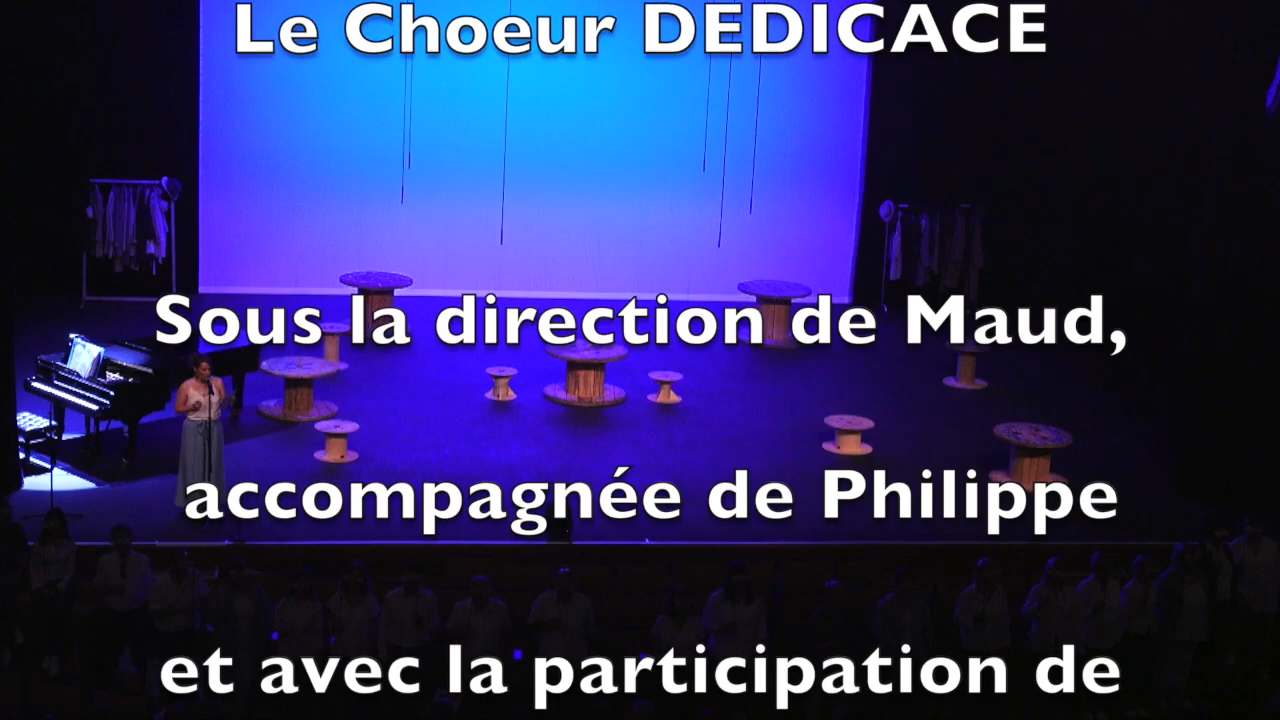 Le Choeur DEDICACE
Sous la direction de Maud,
accompagnée de Philippe
et avec la participation de